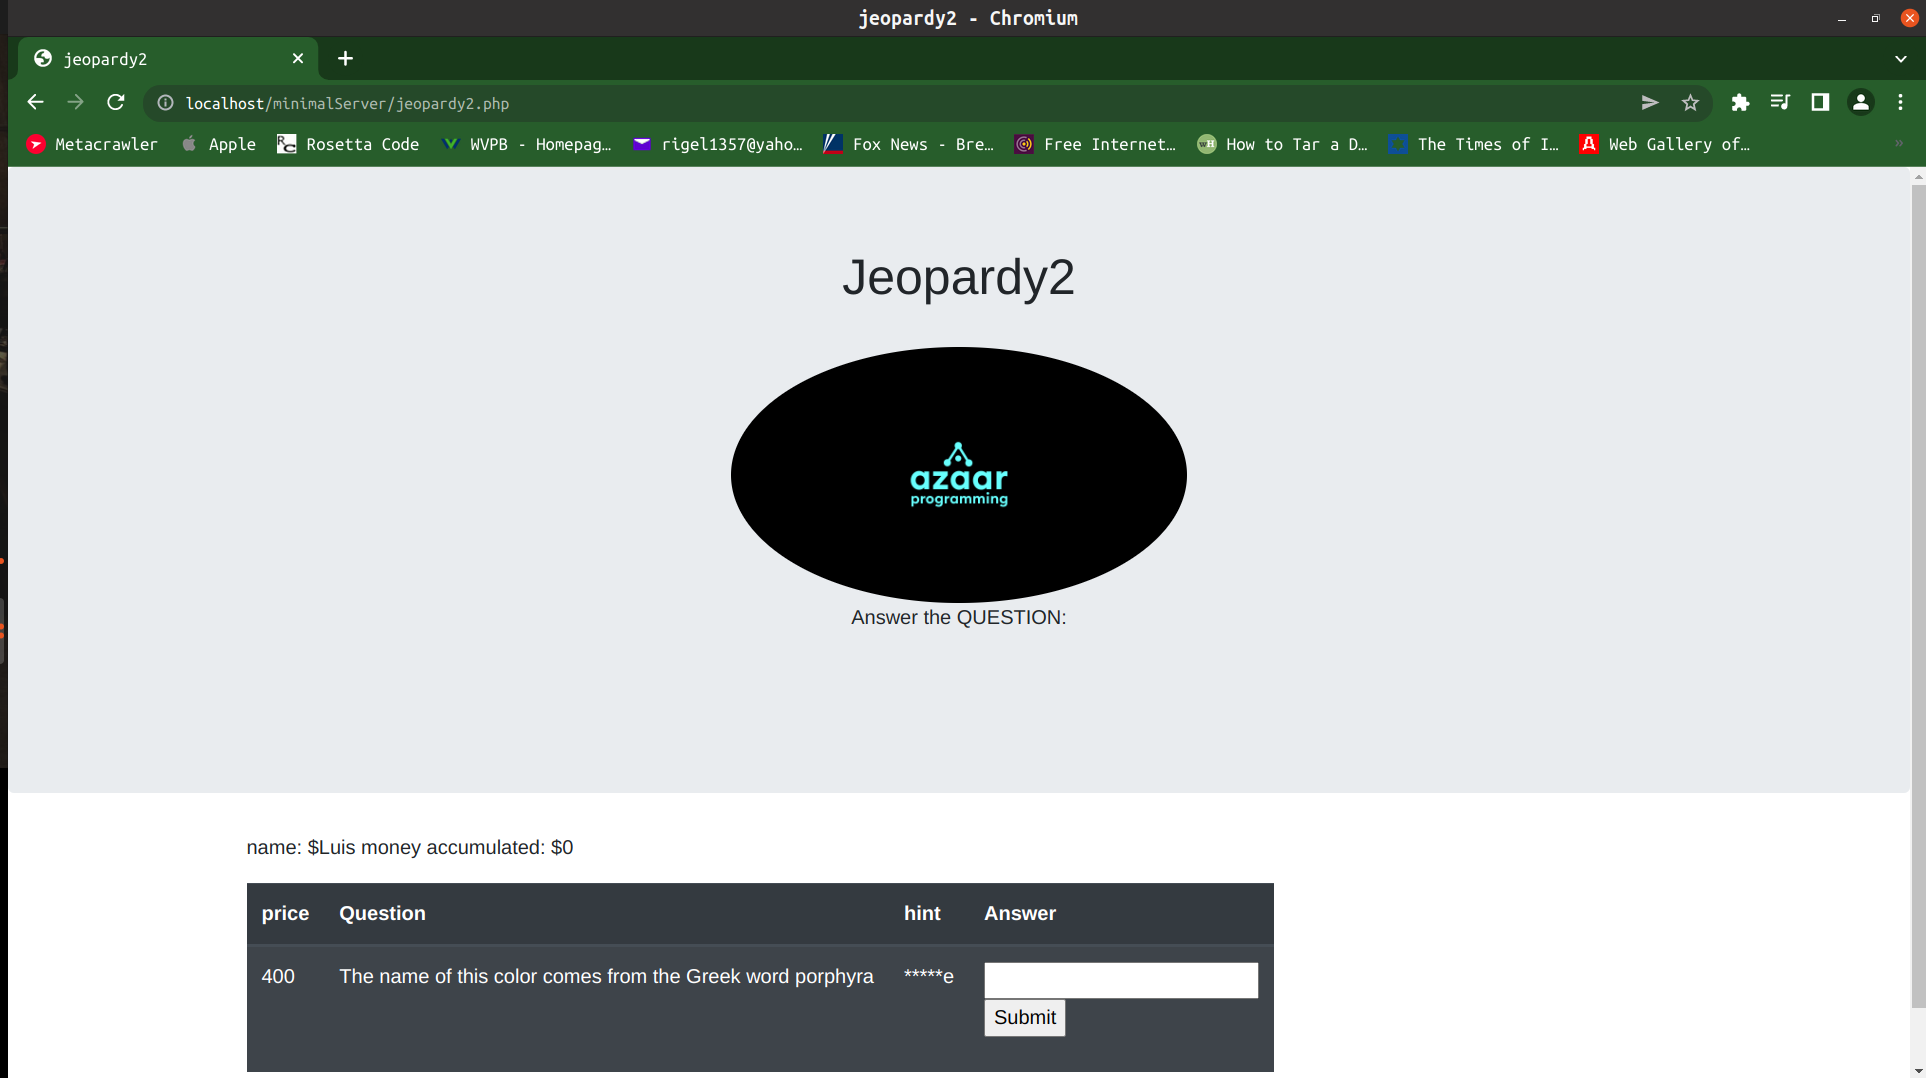 jeopardy2 - Chromium
jeopardy2
localhost/minimalServer/jeopardy2.php
Metacrawler Apple Rosetta Code WVPB - Homepag… rigel1357@yaho… Fox News - Bre… Free Internet… How to Tar a D… The Times of I… Web Gallery of…
Jeopardy2
azaar
programming
Answer the QUESTION:
name: $Luis money accumulated: $0
price Question hint Answer
400 The name of this color comes from the Greek word porphyra *****e
Submit